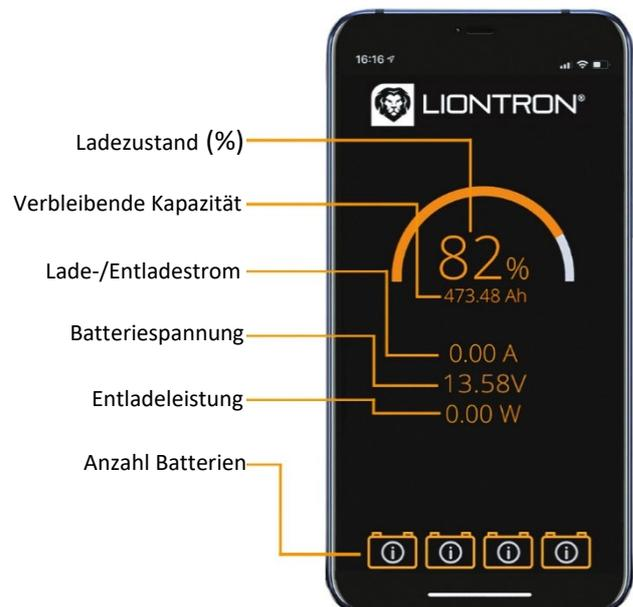 16:16
LIONTRON®
Ladezustand (%)
Verbleibende Kapazität
82%
Lade-/Entladestrom
473.48 Ah
Batteriespannung
0.00 A
13.58V
Entladeleistung
0.00 W
Anzahl Batterien
i i i i